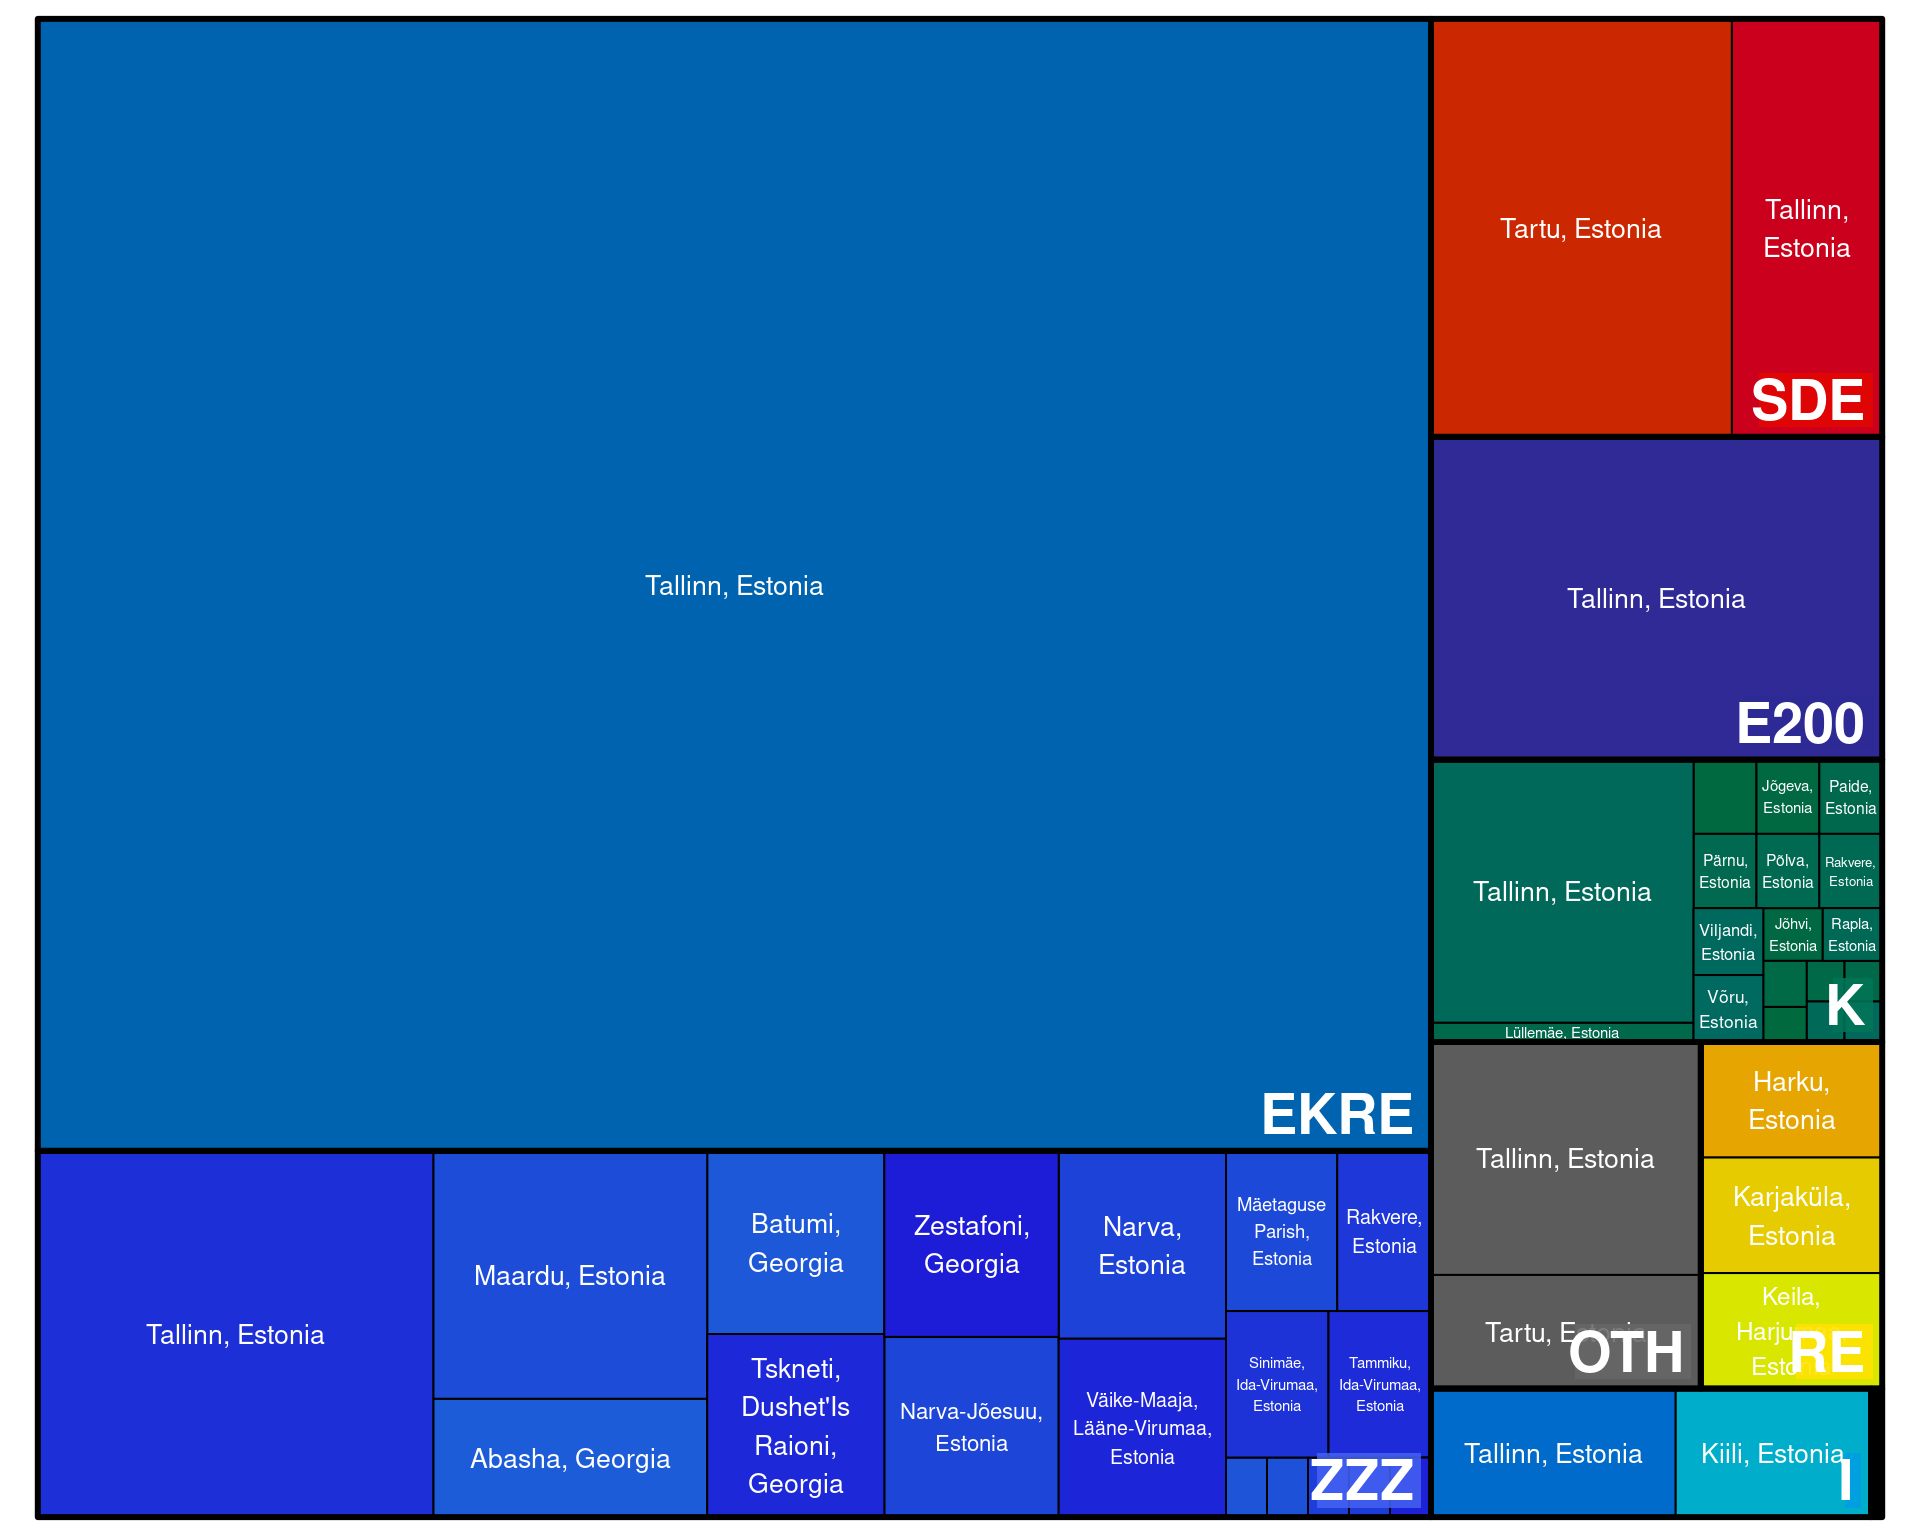 Tallinn, Estonia
EKRE
Tartu, Estonia
Tallinn,
Estonia
SDE
Tallinn, Estonia
E200
Tallinn, Estonia
Jõgeva,
Estonia
Paide,
Estonia
Pärnu,
Estonia
Põlva,
Estonia
Rakvere,
Estonia
Viljandi,
Estonia
Jõhvi,
Estonia
Rapla,
Estonia
Võru,
Estonia
Lüllemäe, Estonia
K
Tallinn, Estonia
Tartu, Estonia
OTH
Harku,
Estonia
Karjaküla,
Estonia
Keila,
RE
Tallinn, Estonia
Maardu, Estonia
Abasha, Georgia
Batumi,
Georgia
Tskneti,
Dushet'Is
Raioni,
Georgia
Zestafoni,
Georgia
Narva-Jõesuu,
Estonia
Narva,
Estonia
Väike-Maaja,
Lääne-Virumaa,
Estonia
Mäetaguse
Parish,
Estonia
Rakvere,
Estonia
Sinimäe,
Ida-Virumaa,
Estonia
Tammiku,
Ida-Virumaa,
Estonia
ZZZ
Tallinn, Estonia
Kiili, Estonia
I